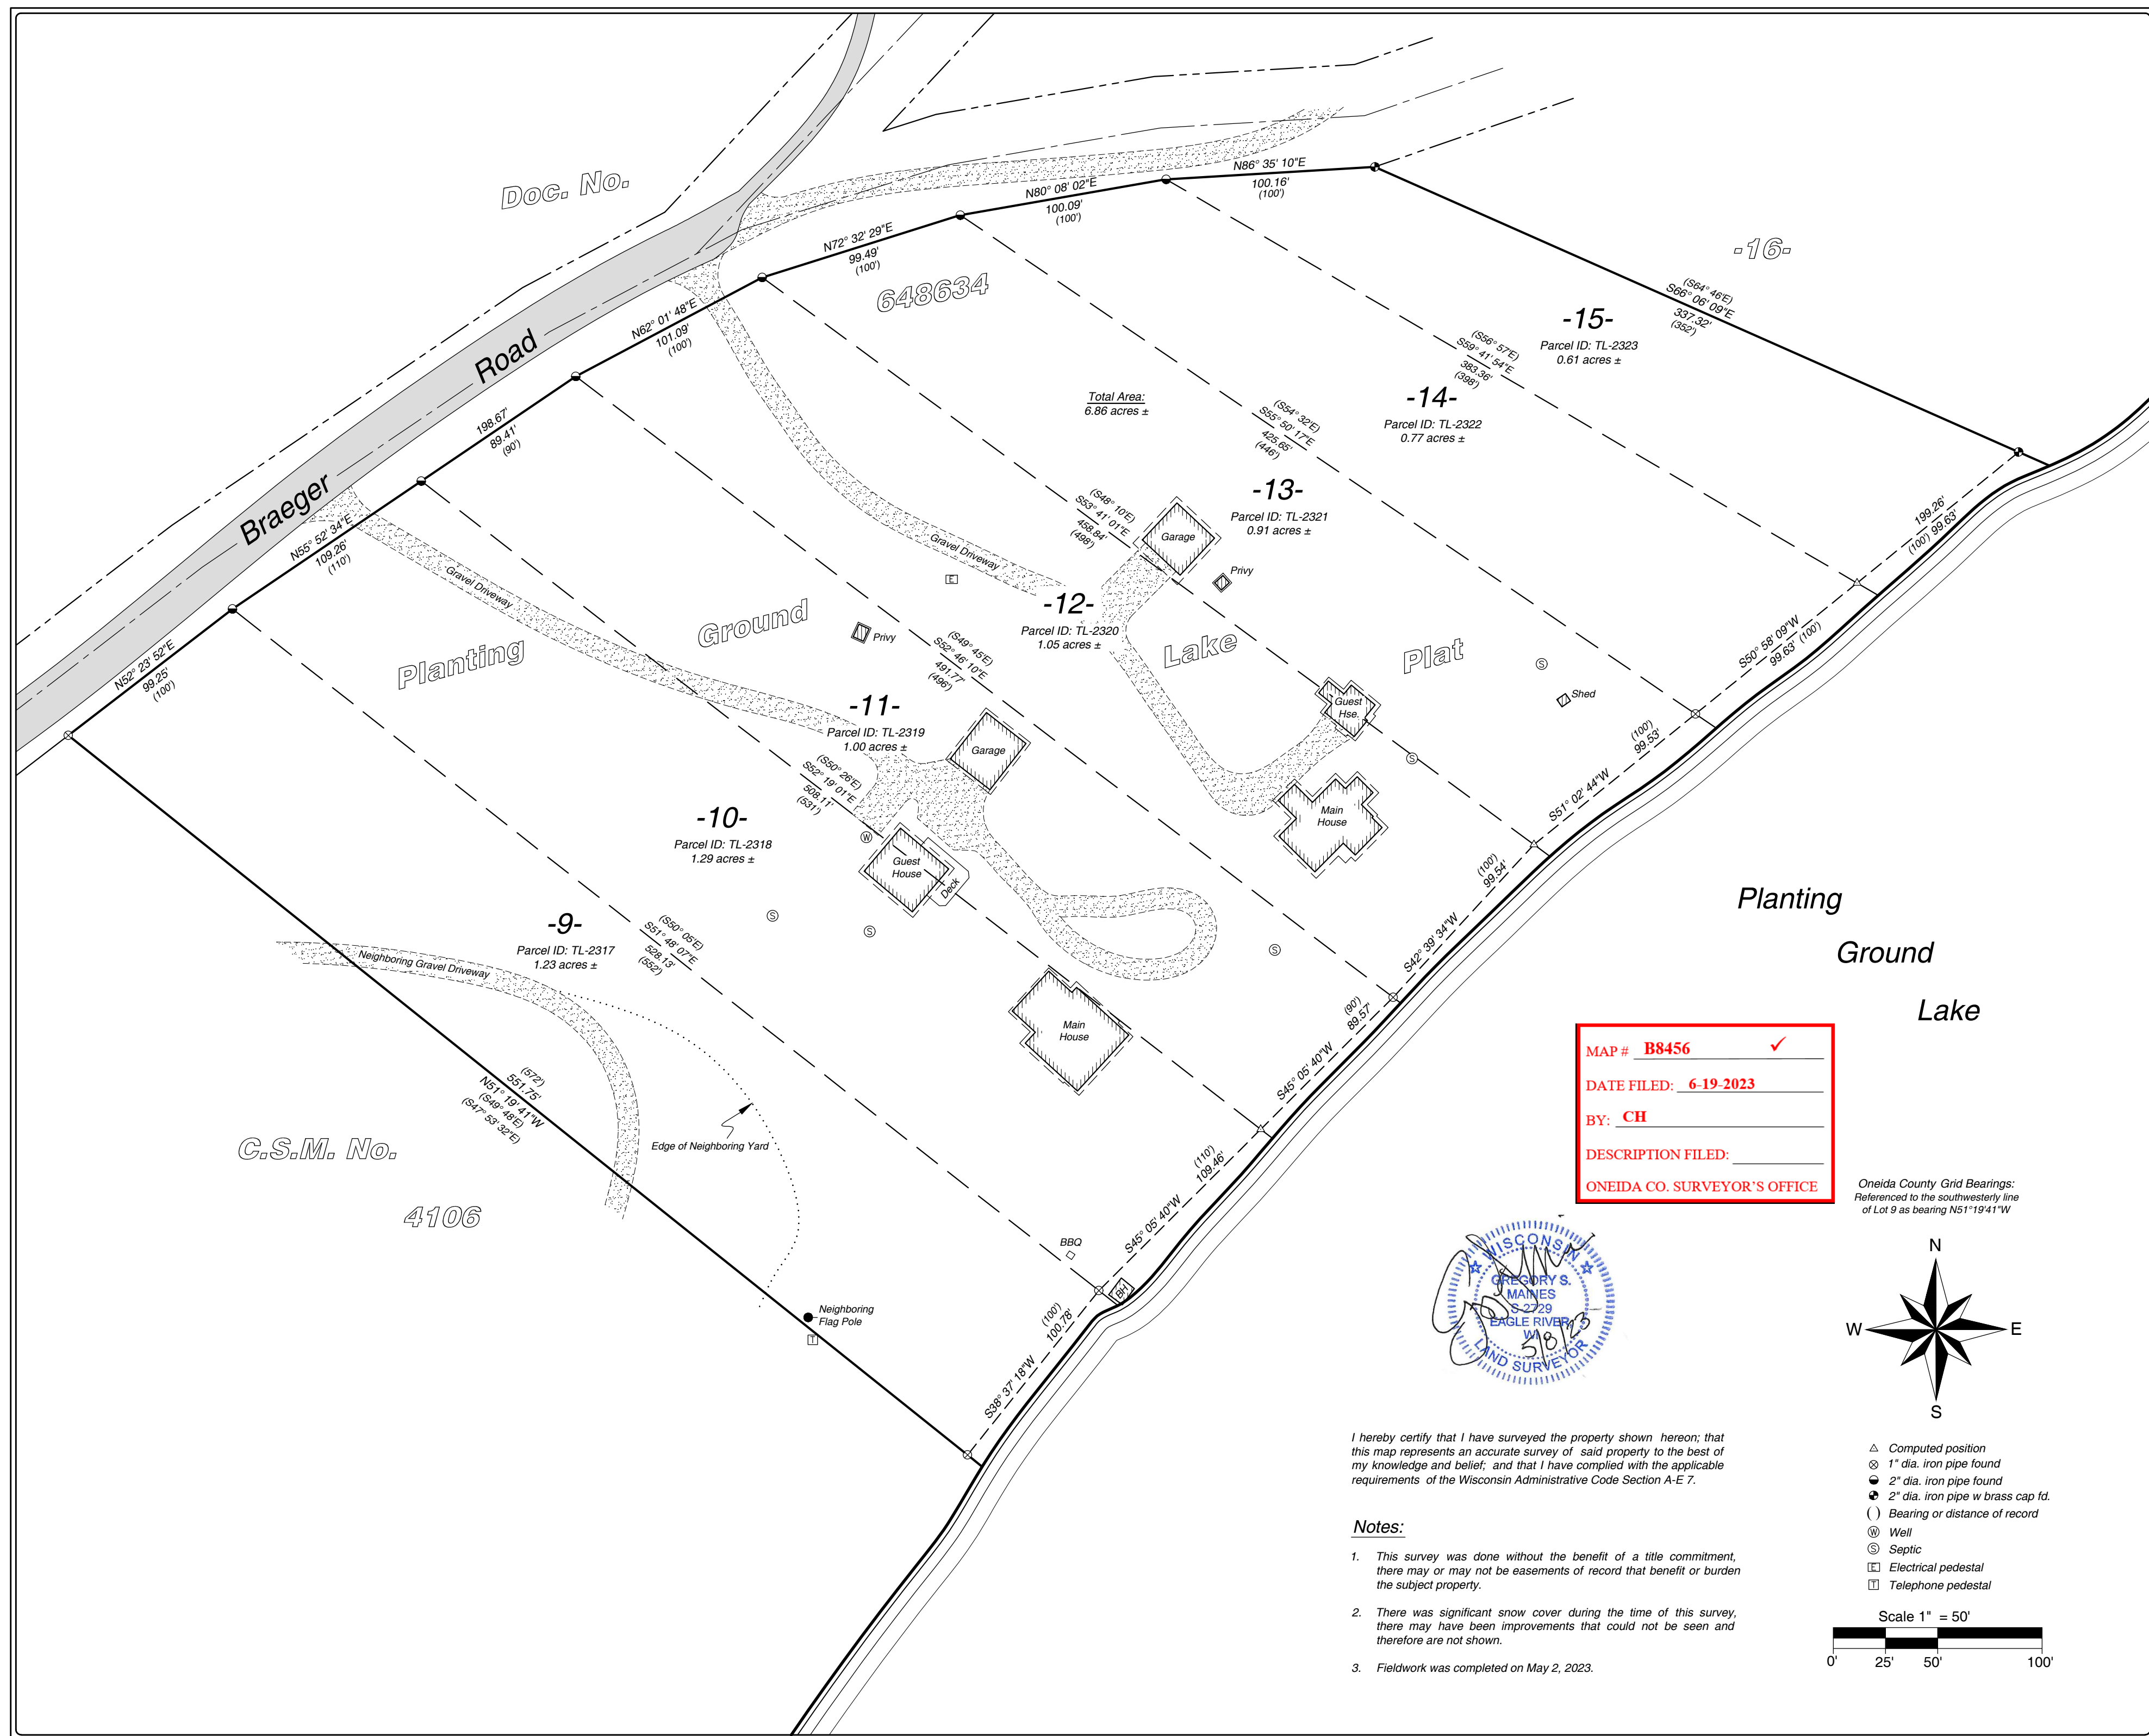 Doc. No.
648634
-16-
N86° 35' 10"E
100.16'
(100')
N80° 08' 02"E
100.09'
(100')
N72° 32' 29"E
99.49'
(100')
N62° 01' 48"E
101.09'
(100')
198.67'
89.41'
(90')
N55° 52' 34"E
109.26'
(110')
N52° 23' 52"E
99.25'
(100')
Braeger Road
(S64° 46'E)
S66° 06' 09"E
337.32'
(352')
-15-
Parcel ID: TL-2323
0.61 acres ±
(S56° 57'E)
S59° 41' 54"E
383.36'
(398')
-14-
Parcel ID: TL-2322
0.77 acres ±
Total Area:
6.86 acres ±
(S54° 32'E)
S55° 50' 17"E
425.65'
(446')
-13-
Parcel ID: TL-2321
0.91 acres ±
(S48° 10'E)
S53° 41' 01"E
458.84'
(498')
Garage
Privy
Gravel Driveway
E
-12-
Parcel ID: TL-2320
1.05 acres ±
Gravel Driveway
Planting Ground Lake Plat
Privy
(S49° 45'E)
S52° 46' 10"E
491.77'
(496')
S
Shed
Guest
Hse.
S
Main
House
-11-
Parcel ID: TL-2319
1.00 acres ±
Garage
(S50° 26'E)
S52° 19' 01"E
508.11'
(531')
W
Guest
House
Deck
-10-
Parcel ID: TL-2318
1.29 acres ±
S
S
S
-9-
Parcel ID: TL-2317
1.23 acres ±
(S50° 05'E)
S51° 48' 07"E
528.13'
(552')
Neighboring Gravel Driveway
Main
House
(572')
551.75'
N51° 19' 41"W
(S49° 48'E)
(S47° 53' 32"E)
Edge of Neighboring Yard
C.S.M. No.
4106
BBQ
BH
Neighboring
Flag Pole
T
199.26'
(100') 99.63'
S50° 58' 09"W
99.63' (100')
(100')
99.53'
S51° 02' 44"W
(100')
99.54'
S42° 39' 34"W
(90')
89.57'
S45° 05' 40"W
(110')
109.46'
S45° 05' 40"W
(100')
100.78'
S38° 37' 18"W
Planting
Ground
Lake
MAP # B8456 ✓
DATE FILED: 6-19-2023
BY: CH
DESCRIPTION FILED:
ONEIDA CO. SURVEYOR'S OFFICE
Oneida County Grid Bearings:
Referenced to the southwesterly line
of Lot 9 as bearing N51°19'41"W
N
W
E
S
WISCONSIN
GREGORY S.
MAINES
S-2729
EAGLE RIVER,
WI
5/8/23
LAND SURVEYOR
I hereby certify that I have surveyed the property shown hereon; that
this map represents an accurate survey of said property to the best of
my knowledge and belief; and that I have complied with the applicable
requirements of the Wisconsin Administrative Code Section A-E 7.
Notes:
1. This survey was done without the benefit of a title commitment,
there may or may not be easements of record that benefit or burden
the subject property.
2. There was significant snow cover during the time of this survey,
there may have been improvements that could not be seen and
therefore are not shown.
3. Fieldwork was completed on May 2, 2023.
Computed position
1" dia. iron pipe found
2" dia. iron pipe found
2" dia. iron pipe w brass cap fd.
( ) Bearing or distance of record
W Well
S Septic
E Electrical pedestal
T Telephone pedestal
Scale 1" = 50'
0' 25' 50' 100'